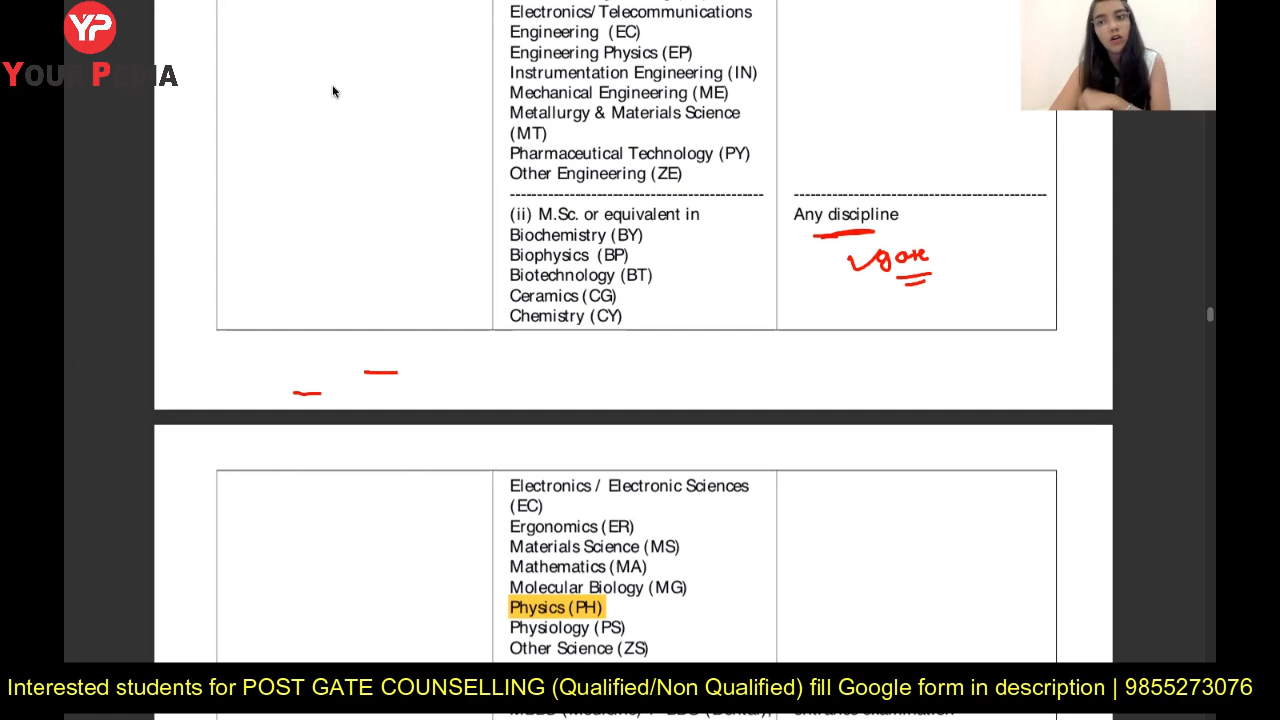 YP
YOUR PEDIA
Electronics/ Telecommunications
Engineering (EC)
Engineering Physics (EP)
Instrumentation Engineering (IN)
Mechanical Engineering (ME)
Metallurgy & Materials Science
(MT)
Pharmaceutical Technology (PY)
Other Engineering (ZE)
(ii) M.Sc. or equivalent in
Biochemistry (BY)
Biophysics (BP)
Biotechnology (BT)
Ceramics (CG)
Chemistry (CY)
Any discipline
Electronics / Electronic Sciences
(EC)
Ergonomics (ER)
Materials Science (MS)
Mathematics (MA)
Molecular Biology (MG)
Physics (PH)
Physiology (PS)
Other Science (ZS)
Interested students for POST GATE COUNSELLING (Qualified/Non Qualified) fill Google form in description | 9855273076